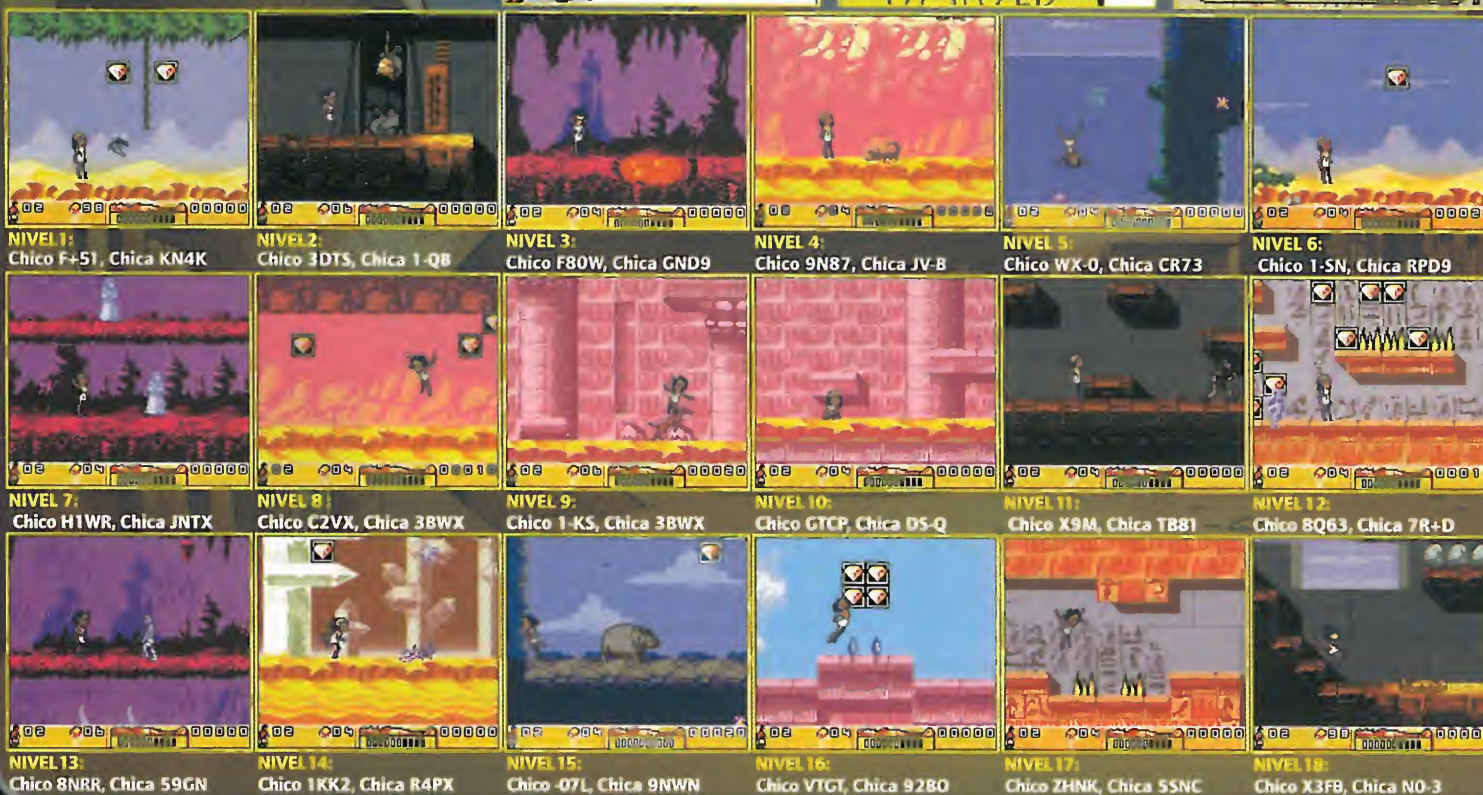 NIVEL 1:
Chico F+51, Chica KN4K
NIVEL 2:
Chico 3DTS, Chica 1-QB
NIVEL 3:
Chico F80W, Chica GND9
NIVEL 4:
Chico 9N87, Chica JV-B
NIVEL 5:
Chico WX-0, Chica CR73
NIVEL 6:
Chico 1-SN, Chica RPD9
NIVEL 7:
Chico H1WR, Chica JNTX
NIVEL 8:
Chico C2VX, Chica 3BWX
NIVEL 9:
Chico 1-KS, Chica 3BWX
NIVEL 10:
Chico GTCP, Chica DS-Q
NIVEL 11:
Chico X9M, Chica TB81
NIVEL 12:
Chico 8Q63, Chica 7R+D
NIVEL 13:
Chico 8NRR, Chica 59GN
NIVEL 14:
Chico 1KK2, Chica R4PX
NIVEL 15:
Chico -07L, Chica 9NWN
NIVEL 16:
Chico VTGT, Chica 92BO
NIVEL 17:
Chico ZHNK, Chica 5SNC
NIVEL 18:
Chico X3FB, Chica N0-3